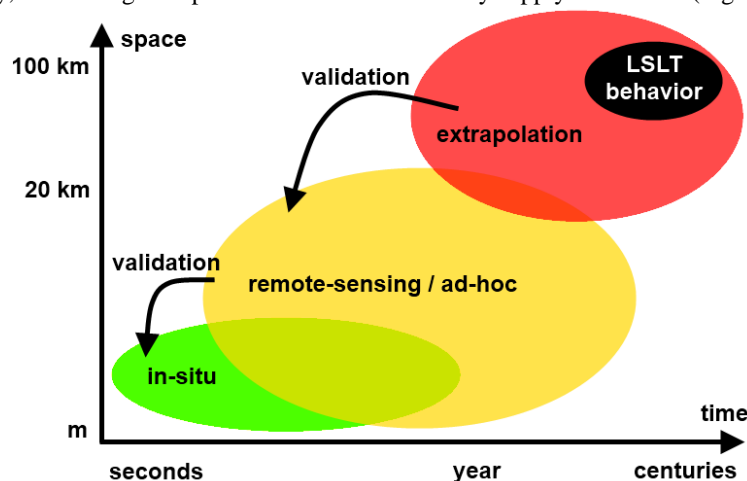 space
100 km
LSLT
behavior
validation
extrapolation
20 km
validation
remote-sensing / ad-hoc
in-situ
time
m
seconds
year
centuries